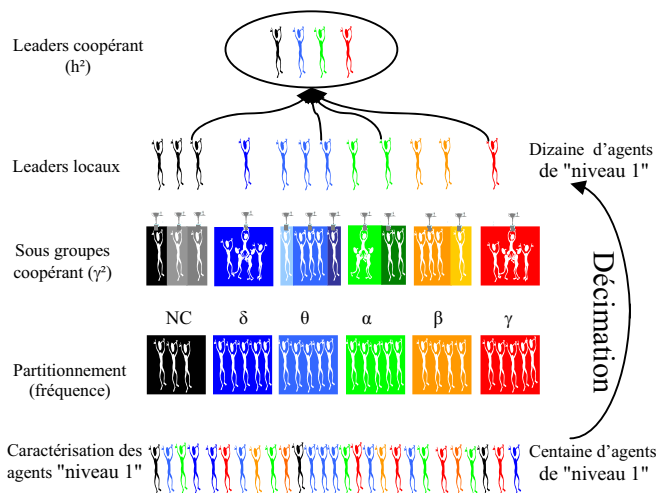 Leaders coopérant
(h²)
Leaders locaux
Dizaine d'agents
de "niveau 1"
Sous groupes
coopérant (γ²)
Décimation
NC δ θ α β γ
Partitionnement
(fréquence)
Caractérisation des
agents "niveau 1"
Centaine d'agents
de "niveau 1"